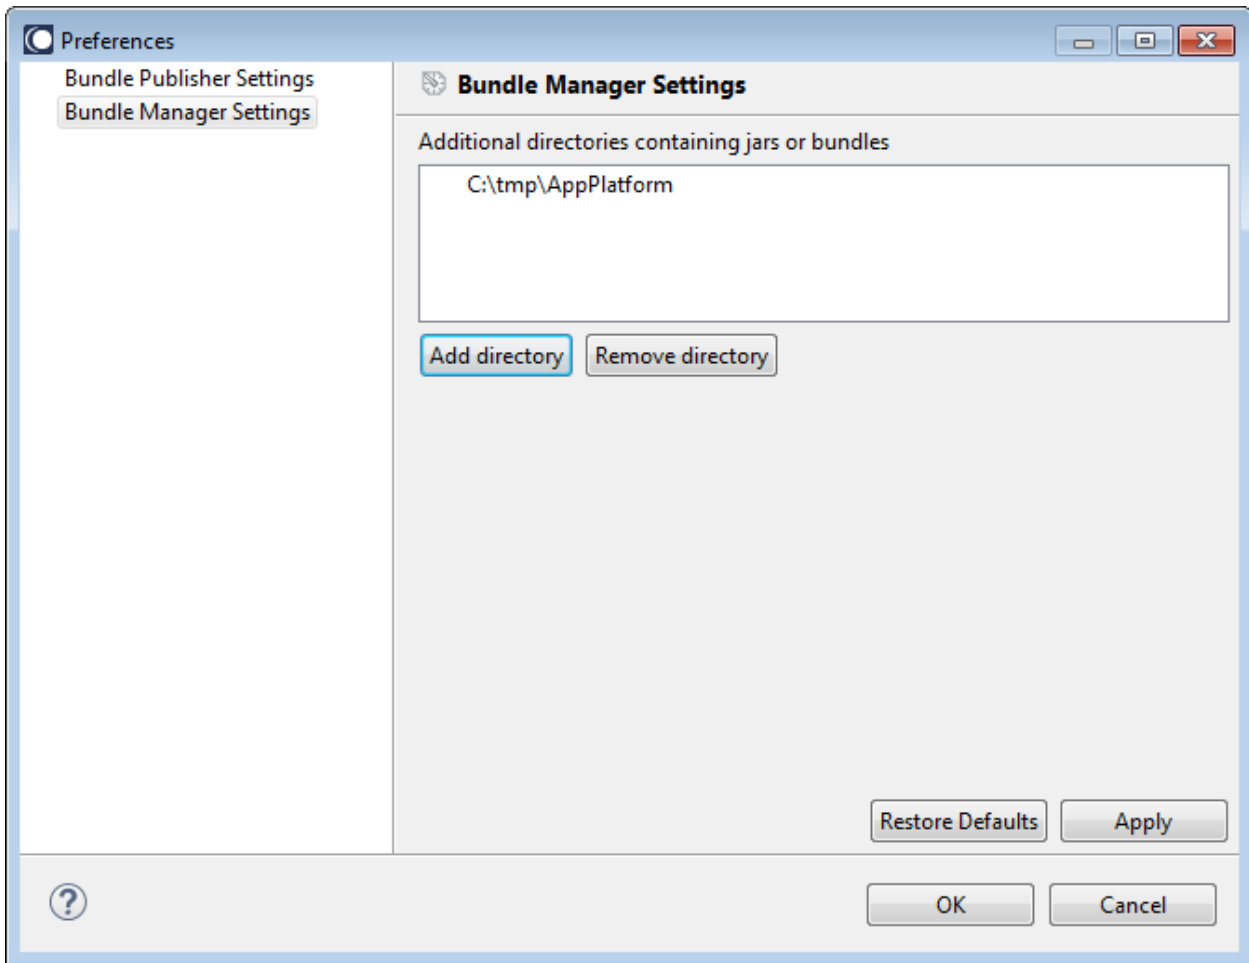 Preferences
Bundle Publisher Settings
Bundle Manager Settings
Bundle Manager Settings
Additional directories containing jars or bundles
C:\tmp\AppPlatform
Add directory
Remove directory
Restore Defaults
Apply
?
OK
Cancel